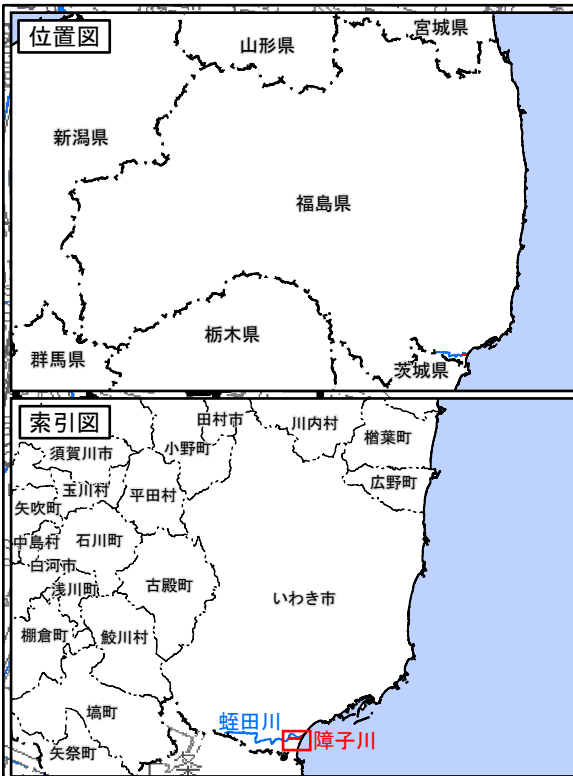 位置図
宮城県
山形県
新潟県
福島県
栃木県
群馬県
茨城県
索引図
田村市
川内村
須賀川市
小野町
楢葉町
玉川村
平田村
広野町
矢吹町
中島村
石川町
白河市
古殿町
浅川町
いわき市
棚倉町
鮫川村
塙町
蛭田川
障子川
矢祭町